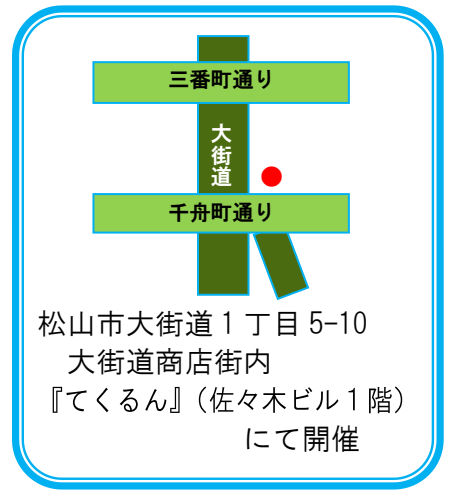 三番町通り
大街道
千舟町通り
松山市大街道1丁目5-10
大街道商店街内
『てくるん』(佐々木ビル1階)
にて開催